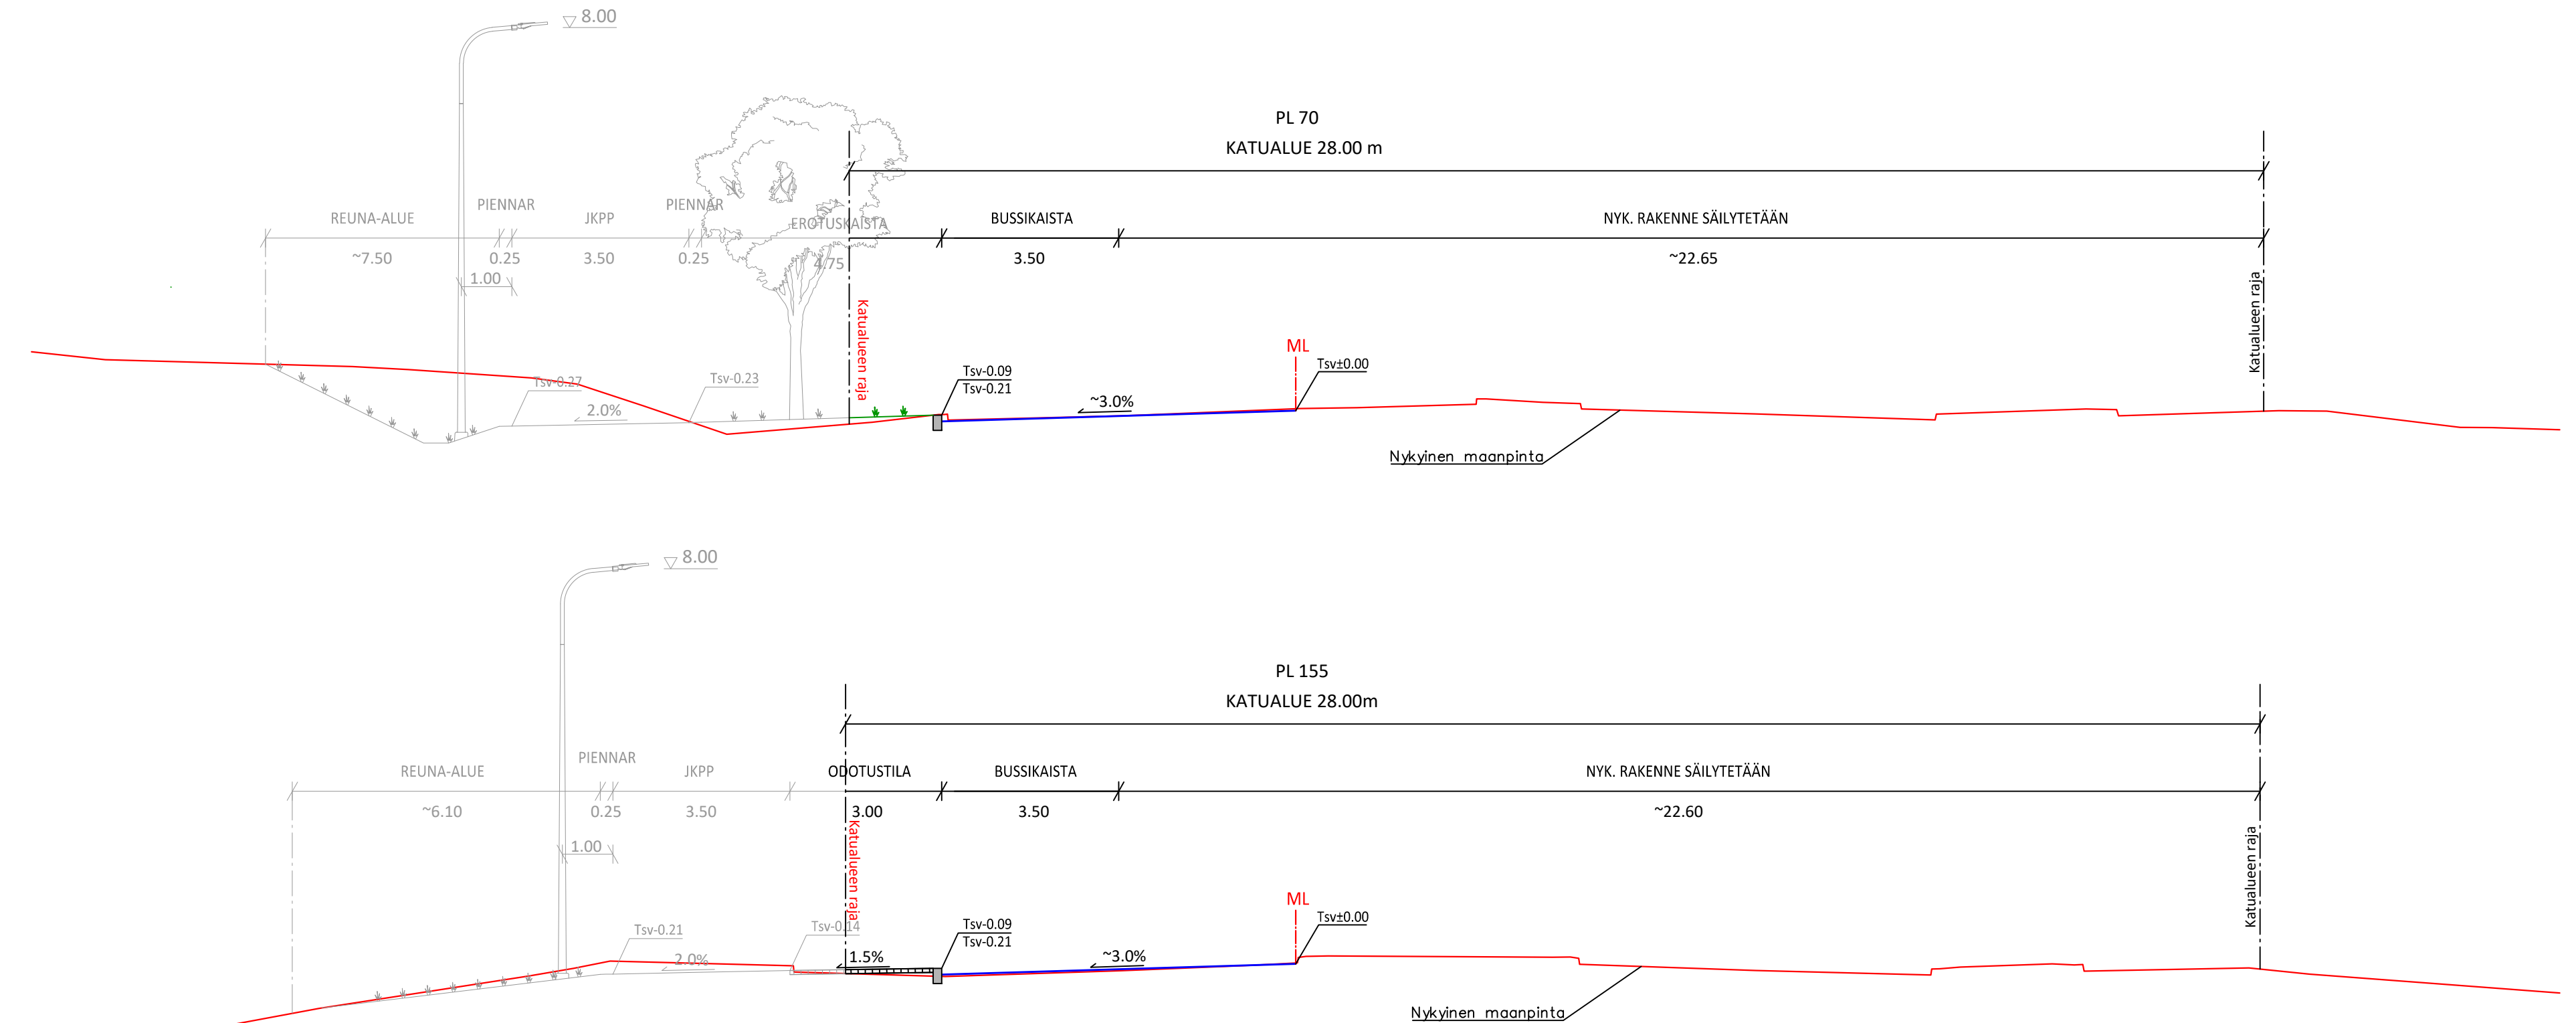 8.00
PL 70
KATUALUE 28.00 m
REUNA-ALUE
PIENNAR
JKPP
PIENNAR
EROTUSKAISTA
BUSSIKAISTA
NYK. RAKENNE SÄILYTETÄÄN
~7.50
0.25
3.50
0.25
4.75
3.50
~22.65
1.00
Katualueen raja
Katualueen raja
ML
Tsv±0.00
Tsv-0.27
Tsv-0.23
Tsv-0.09
Tsv-0.21
2.0%
~3.0%
Nykyinen maanpinta
8.00
PL 155
KATUALUE 28.00m
REUNA-ALUE
PIENNAR
JKPP
ODOTUSTILA
BUSSIKAISTA
NYK. RAKENNE SÄILYTETÄÄN
~6.10
0.25
3.50
3.00
3.50
~22.60
1.00
Katualueen raja
Katualueen raja
ML
Tsv±0.00
Tsv-0.21
Tsv-0.14
Tsv-0.09
Tsv-0.21
2.0%
1.5%
~3.0%
Nykyinen maanpinta